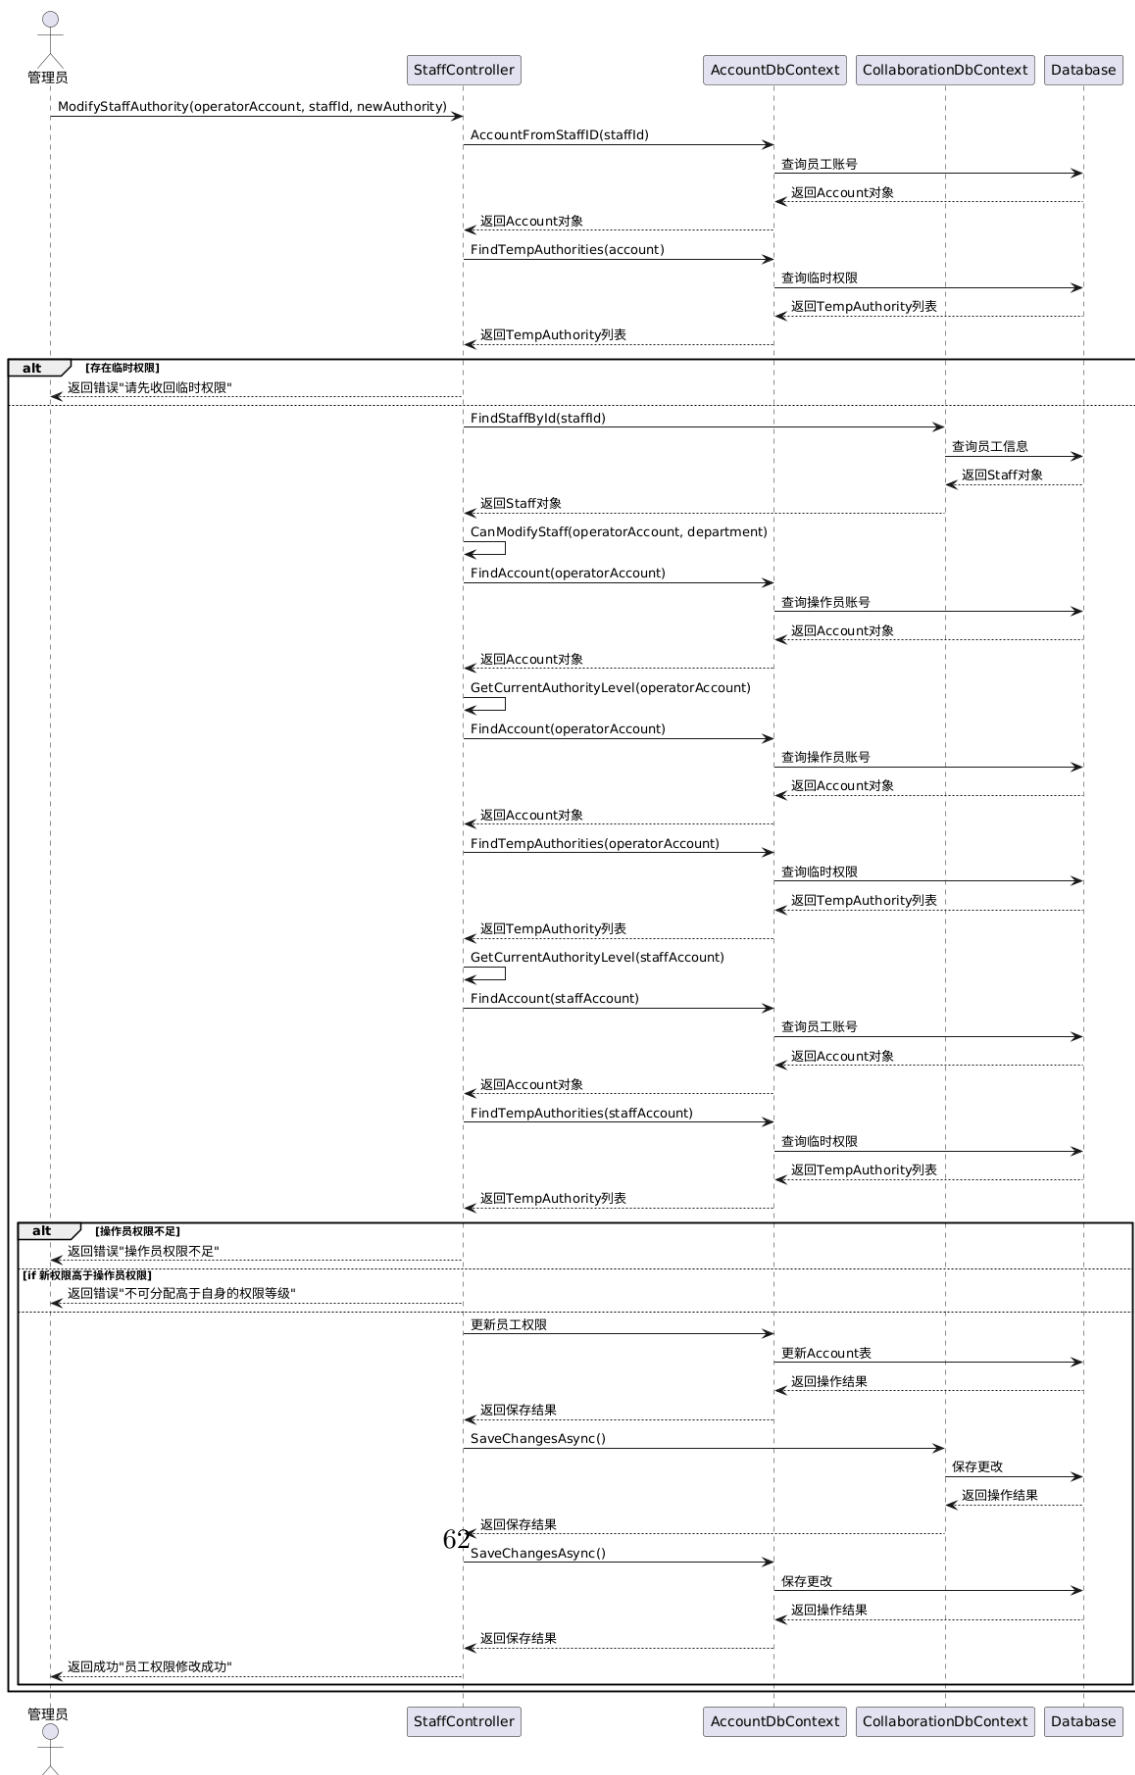 管理员
StaffController
AccountDbContext
CollaborationDbContext
Database
ModifyStaffAuthority(operatorAccount, staffId, newAuthority)
AccountFromStaffID(staffId)
查询员工账号
返回Account对象
返回Account对象
FindTempAuthorities(account)
查询临时权限
返回TempAuthority列表
返回TempAuthority列表
alt [存在临时权限]
返回错误"请先收回临时权限"
FindStaffById(staffId)
查询员工信息
返回Staff对象
返回Staff对象
CanModifyStaff(operatorAccount, department)
FindAccount(operatorAccount)
查询操作员账号
返回Account对象
返回Account对象
GetCurrentAuthorityLevel(operatorAccount)
FindAccount(operatorAccount)
查询操作员账号
返回Account对象
返回Account对象
FindTempAuthorities(operatorAccount)
查询临时权限
返回TempAuthority列表
返回TempAuthority列表
GetCurrentAuthorityLevel(staffAccount)
FindAccount(staffAccount)
查询员工账号
返回Account对象
返回Account对象
FindTempAuthorities(staffAccount)
查询临时权限
返回TempAuthority列表
返回TempAuthority列表
alt [操作员权限不足]
返回错误"操作员权限不足"
[if 新权限高于操作员权限]
返回错误"不可分配高于自身的权限等级"
更新员工权限
更新Account表
返回操作结果
返回保存结果
SaveChangesAsync()
保存更改
返回操作结果
返回保存结果
62
SaveChangesAsync()
保存更改
返回操作结果
返回保存结果
返回成功"员工权限修改成功"
管理员
StaffController
AccountDbContext
CollaborationDbContext
Database